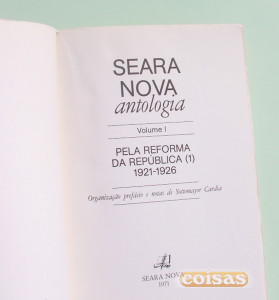 SEARA
NOVA
antologia
Volume I
PELA REFORMA
DA REPÚBLICA (1)
1921-1926
Organização prefácio e notas de Sottomayor Cardia
SEARA NOVA
1971
coisas